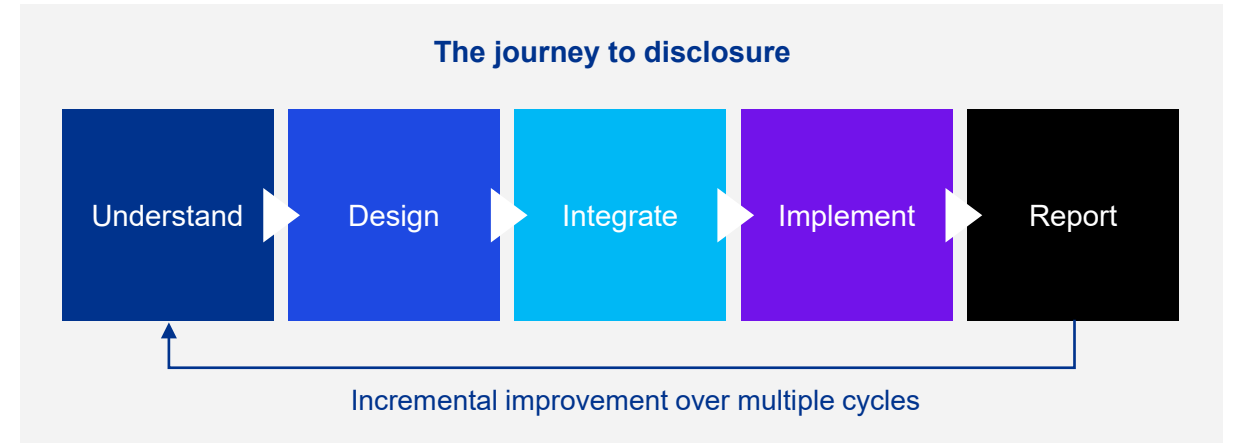 The journey to disclosure
Understand
Design
Integrate
Implement
Report
Incremental improvement over multiple cycles